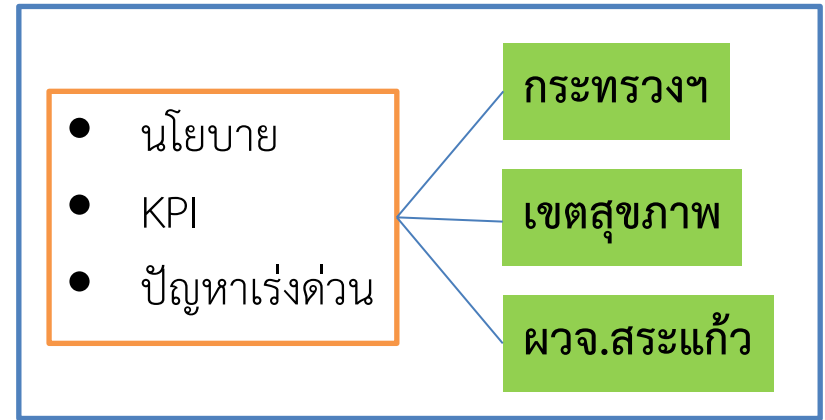 • นโยบาย
• KPI
• ปัญหาเร่งด่วน
กระทรวงฯ
เขตสุขภาพ
ผวจ.สระแก้ว